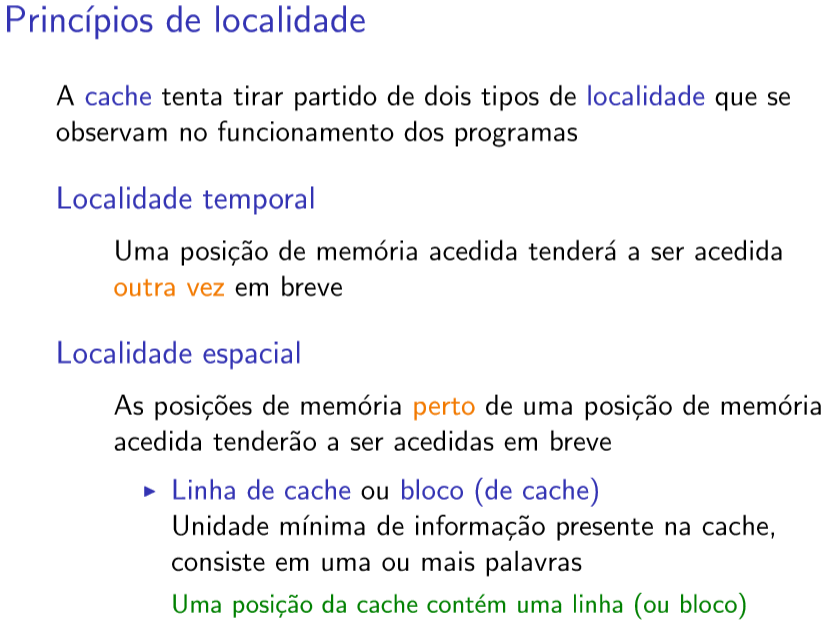 Princípios de localidade
A cache tenta tirar partido de dois tipos de localidade que se
observam no funcionamento dos programas
Localidade temporal
Uma posição de memória acedida tenderá a ser acedida
outra vez em breve
Localidade espacial
As posições de memória perto de uma posição de memória
acedida tenderão a ser acedidas em breve
▶ Linha de cache ou bloco (de cache)
Unidade mínima de informação presente na cache,
consiste em uma ou mais palavras
Uma posição da cache contém uma linha (ou bloco)